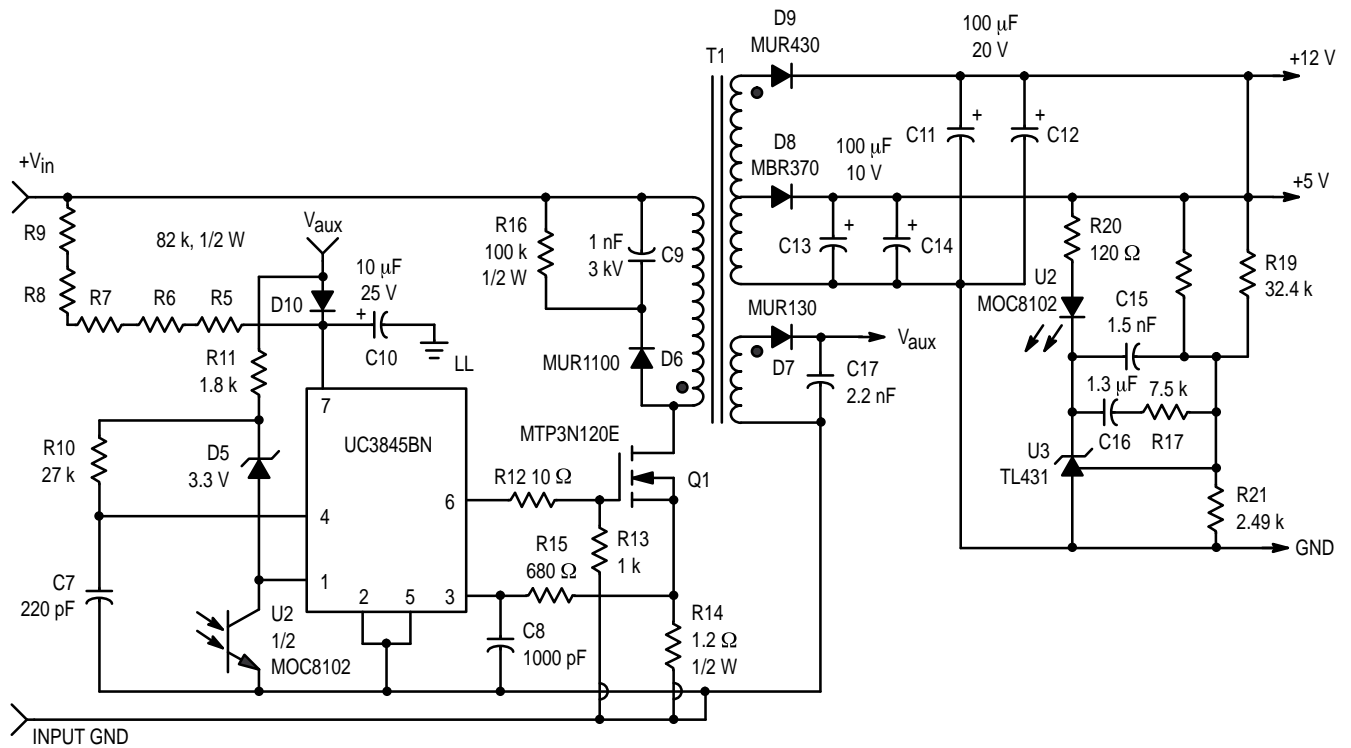 D9
MUR430
100 μF
20 V
T1
+12 V
C11
C12
D8
MBR370
100 μF
10 V
+Vin
+5 V
R9
82 k, 1/2 W
Vaux
R16
100 k
1/2 W
1 nF
3 kV
C9
C13
C14
R20
120 Ω
R19
32.4 k
R8
R7
R6
R5
D10
10 μF
25 V
C10
LL
U2
MOC8102
C15
1.5 nF
MUR130
D7
Vaux
C17
2.2 nF
R11
1.8 k
MUR1100
D6
1.3 μF
C16
7.5 k
R17
7
UC3845BN
MTP3N120E
Q1
R10
27 k
D5
3.3 V
R12 10 Ω
6
U3
TL431
R21
2.49 k
4
R13
1 k
GND
R15
680 Ω
C7
220 pF
1
2
5
3
U2
1/2
MOC8102
C8
1000 pF
R14
1.2 Ω
1/2 W
INPUT GND